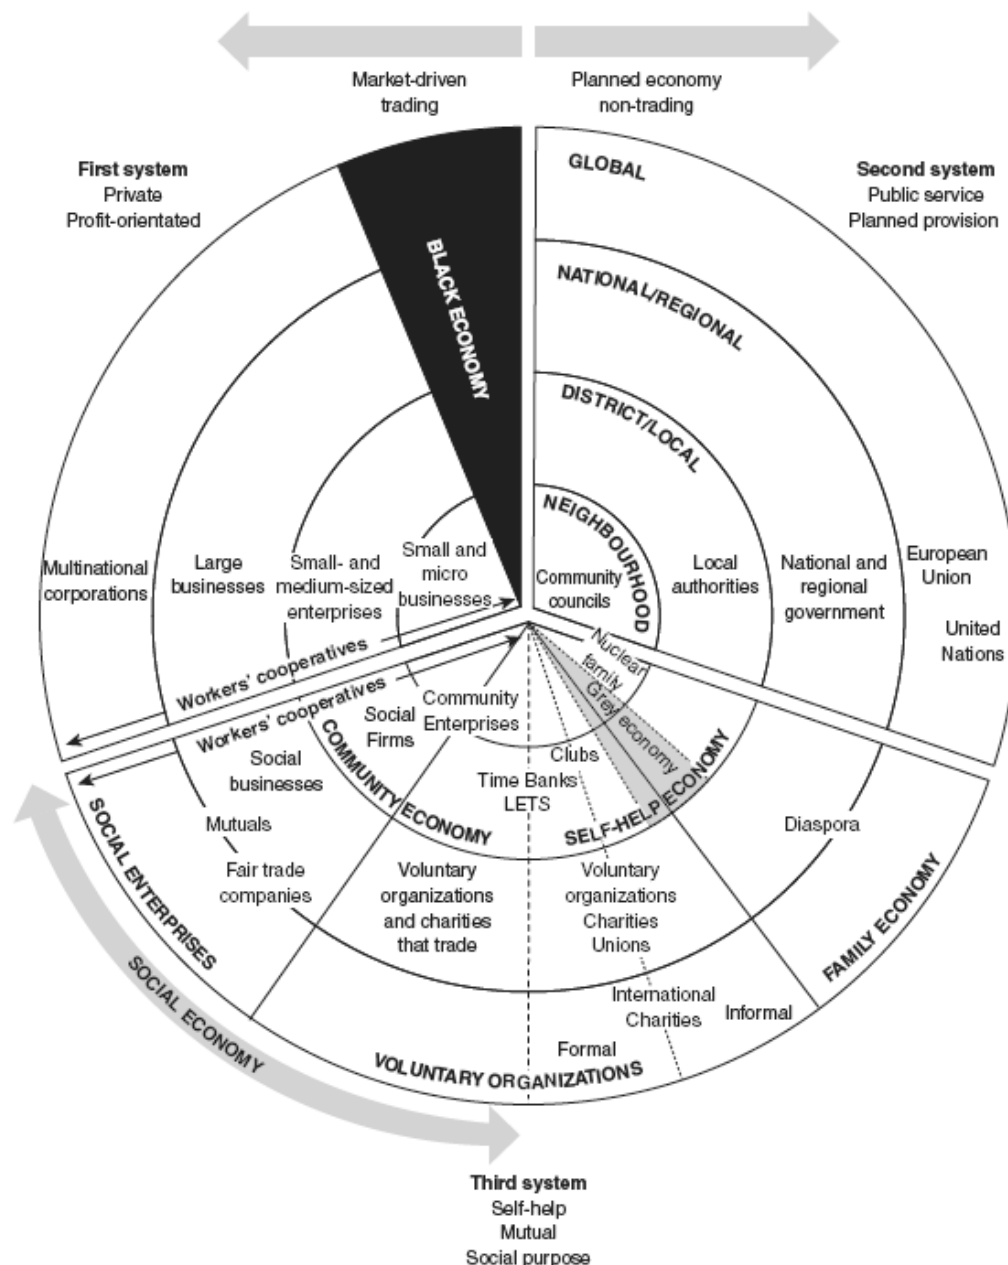 Market-driven
trading
Planned economy
non-trading
First system
Private
Profit-orientated
Second system
Public service
Planned provision
BLACK ECONOMY
GLOBAL
NATIONAL/REGIONAL
DISTRICT/LOCAL
NEIGHBOURHOOD
Multinational
corporations
Large
businesses
Small- and
medium-sized
enterprises
Small and
micro
businesses
Community
councils
Local
authorities
National and
regional
government
European
Union
United
Nations
Workers' cooperatives
Workers' cooperatives
Nuclear
family
Grey economy
Community
Enterprises
Social
Firms
Social
businesses
Clubs
Time Banks
LETS
COMMUNITY ECONOMY
SELF-HELP ECONOMY
Mutuals
Fair trade
companies
Diaspora
Voluntary
organizations
and charities
that trade
Voluntary
organizations
Charities
Unions
SOCIAL ENTERPRISES
FAMILY ECONOMY
SOCIAL ECONOMY
International
Charities
Informal
Formal
VOLUNTARY ORGANIZATIONS
Third system
Self-help
Mutual
Social purpose